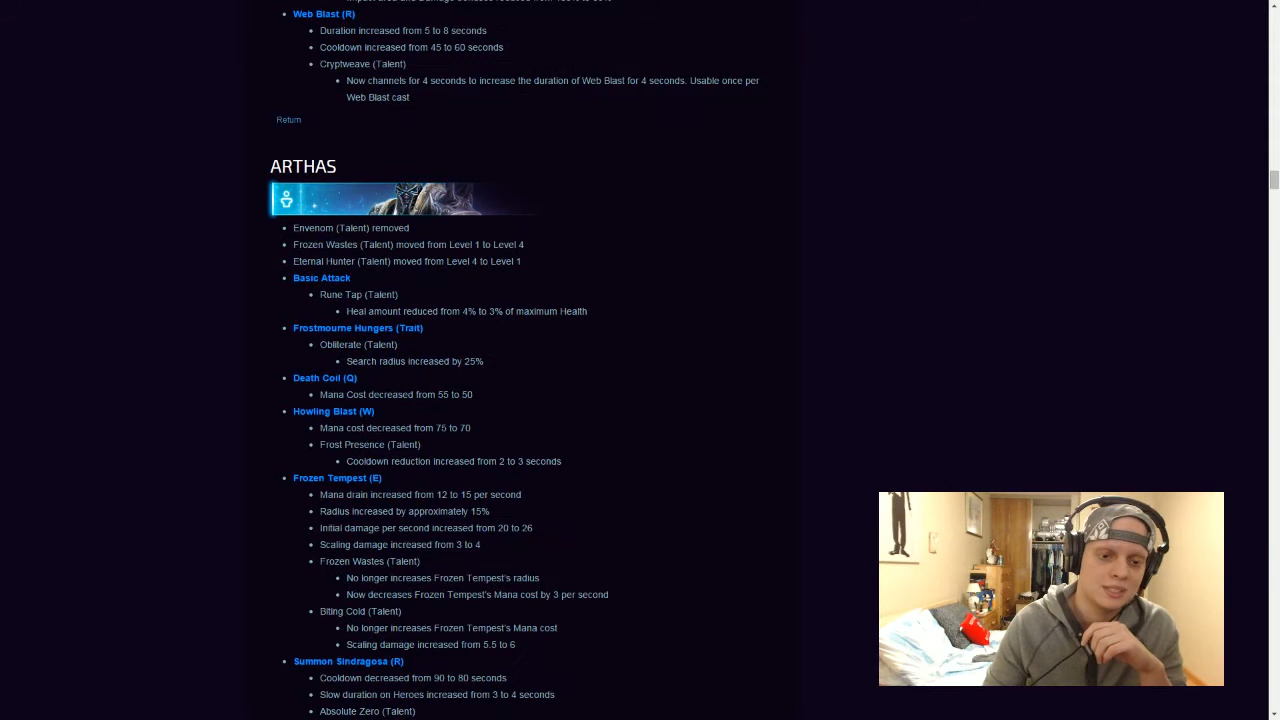 Web Blast (R)
Duration increased from 5 to 8 seconds
Cooldown increased from 45 to 60 seconds
Cryptweave (Talent)
Now channels for 4 seconds to increase the duration of Web Blast for 4 seconds. Usable once per
Web Blast cast
Return
ARTHAS
Envenom (Talent) removed
Frozen Wastes (Talent) moved from Level 1 to Level 4
Eternal Hunter (Talent) moved from Level 4 to Level 1
Basic Attack
Rune Tap (Talent)
Heal amount reduced from 4% to 3% of maximum Health
Frostmourne Hungers (Trait)
Obliterate (Talent)
Search radius increased by 25%
Death Coil (Q)
Mana Cost decreased from 55 to 50
Howling Blast (W)
Mana cost decreased from 75 to 70
Frost Presence (Talent)
Cooldown reduction increased from 2 to 3 seconds
Frozen Tempest (E)
Mana drain increased from 12 to 15 per second
Radius increased by approximately 15%
Initial damage per second increased from 20 to 26
Scaling damage increased from 3 to 4
Frozen Wastes (Talent)
No longer increases Frozen Tempest's radius
Now decreases Frozen Tempest's Mana cost by 3 per second
Biting Cold (Talent)
No longer increases Frozen Tempest's Mana cost
Scaling damage increased from 5.5 to 6
Summon Sindragosa (R)
Cooldown decreased from 90 to 80 seconds
Slow duration on Heroes increased from 3 to 4 seconds
Absolute Zero (Talent)